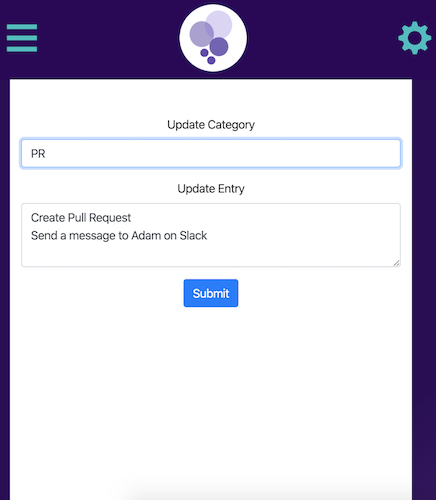 Update Category
PR
Update Entry
Create Pull Request
Send a message to Adam on Slack
Submit